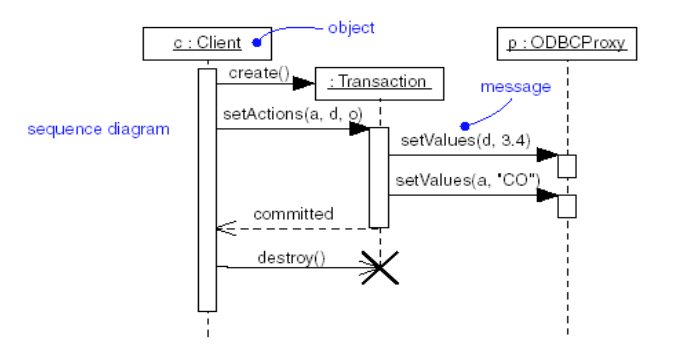 object
c : Client
p : ODBCProxy
create()
: Transaction
message
setActions(a, d, o)
sequence diagram
setValues(d, 3.4)
setValues(a, "CO")
committed
destroy()